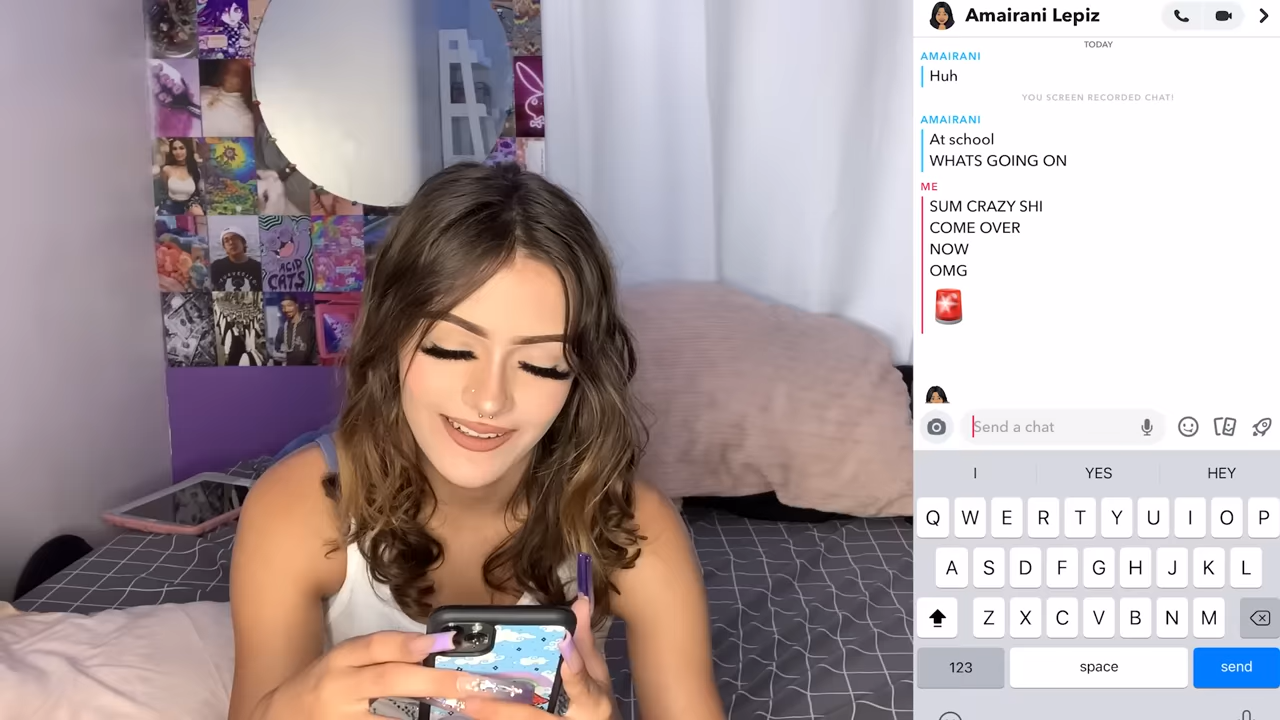 ACID
CATS
Amairani Lepiz
TODAY
AMAIRANI
Huh
YOU SCREEN RECORDED CHAT!
AMAIRANI
At school
WHATS GOING ON
ME
SUM CRAZY SHI
COME OVER
NOW
OMG
Send a chat
I YES HEY
Q W E R T Y U I O P
A S D F G H J K L
Z X C V B N M
123 space send